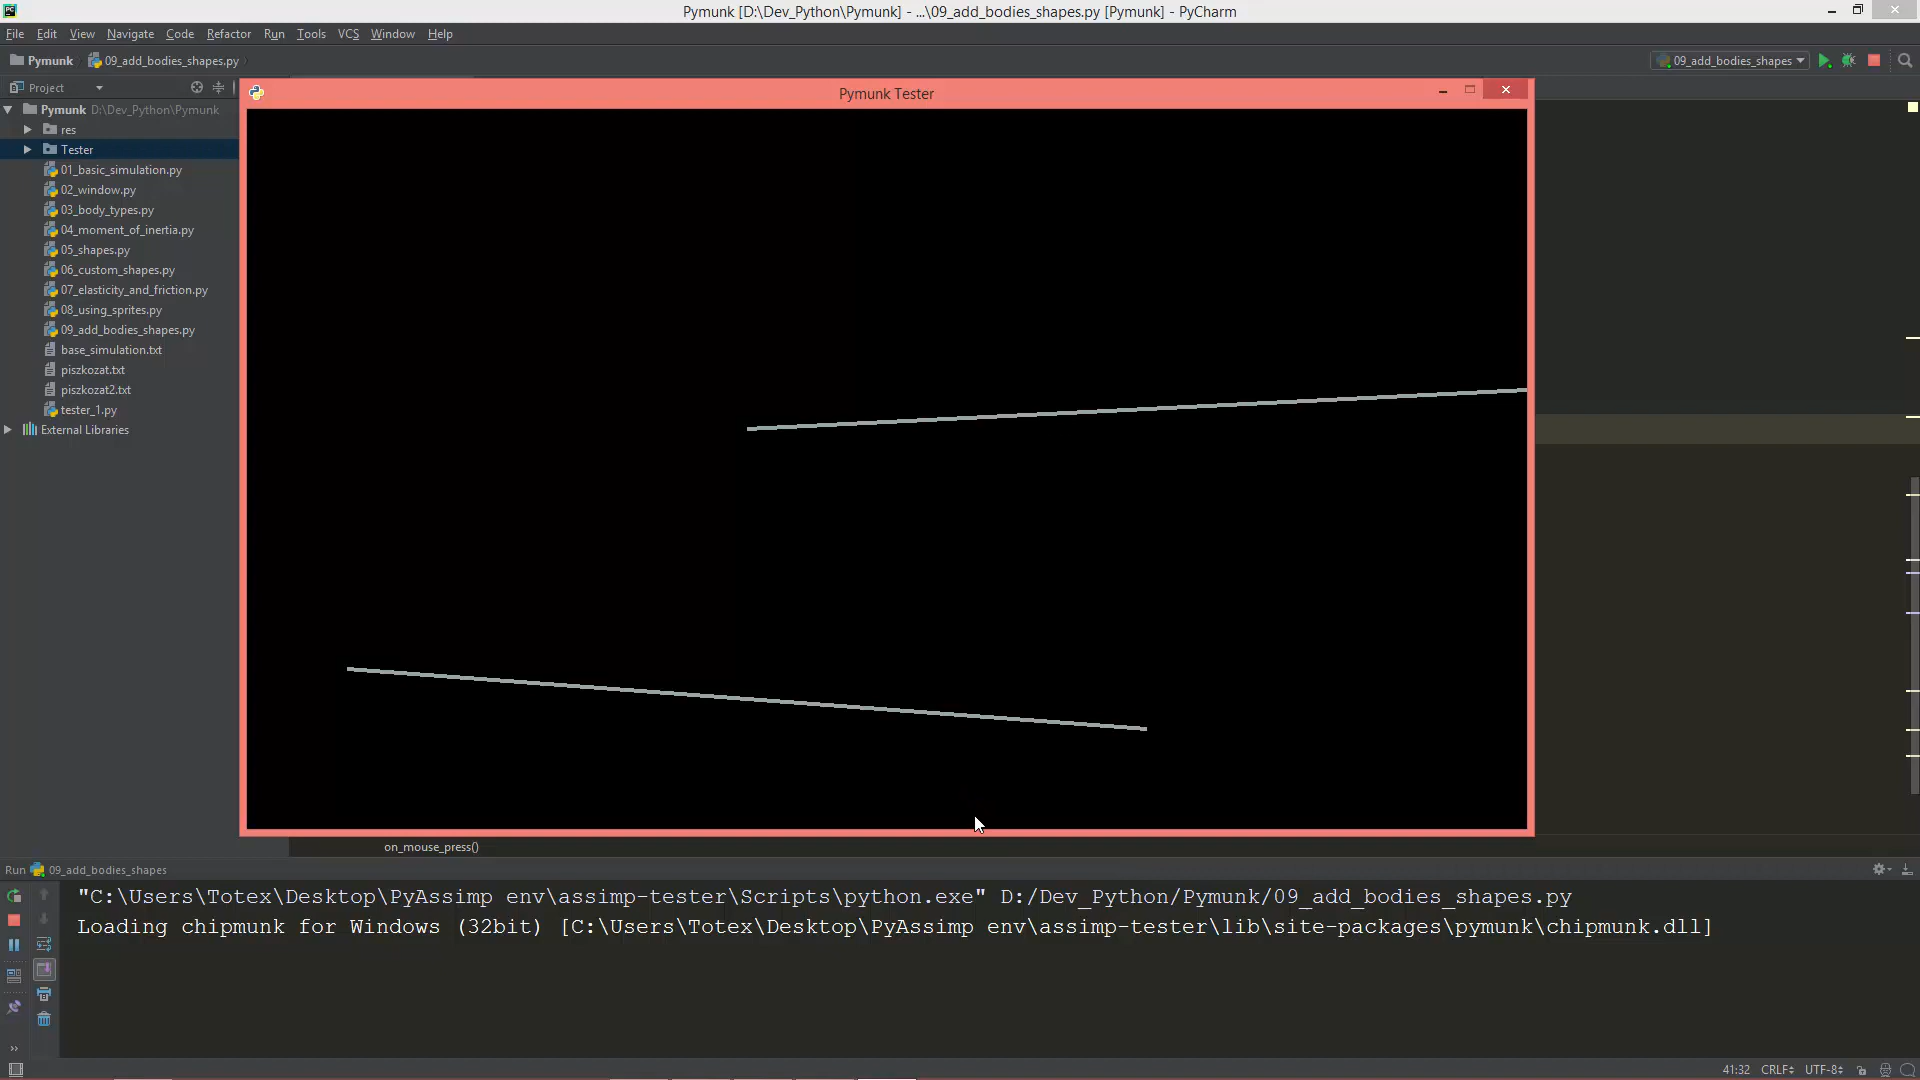 Pymunk [D:\Dev_Python\Pymunk] - ...\09_add_bodies_shapes.py [Pymunk] - PyCharm
File Edit View Navigate Code Refactor Run Tools VCS Window Help
Pymunk 09_add_bodies_shapes.py 09_add_bodies_shapes
Project
Pymunk Tester
Pymunk D:\Dev_Python\Pymunk
res
Tester
01_basic_simulation.py
02_window.py
03_body_types.py
04_moment_of_inertia.py
05_shapes.py
06_custom_shapes.py
07_elasticity_and_friction.py
08_using_sprites.py
09_add_bodies_shapes.py
base_simulation.txt
piszkozat.txt
piszkozat2.txt
tester_1.py
External Libraries
on_mouse_press()
Run 09_add_bodies_shapes
"C:\Users\Totex\Desktop\PyAssimp env\assimp-tester\Scripts\python.exe" D:/Dev_Python/Pymunk/09_add_bodies_shapes.py
Loading chipmunk for Windows (32bit) [C:\Users\Totex\Desktop\PyAssimp env\assimp-tester\lib\site-packages\pymunk\chipmunk.dll]
41:32 CRLF UTF-8